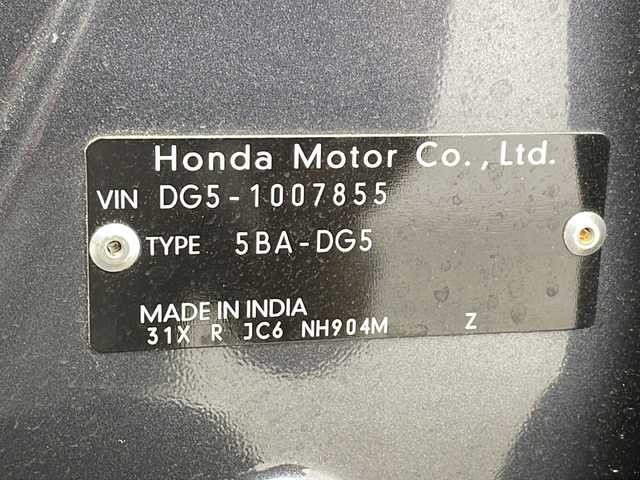 Honda Motor Co., Ltd.
VIN DG5-1007855
TYPE 5BA-DG5
MADE IN INDIA
31X R JC6 NH904M Z